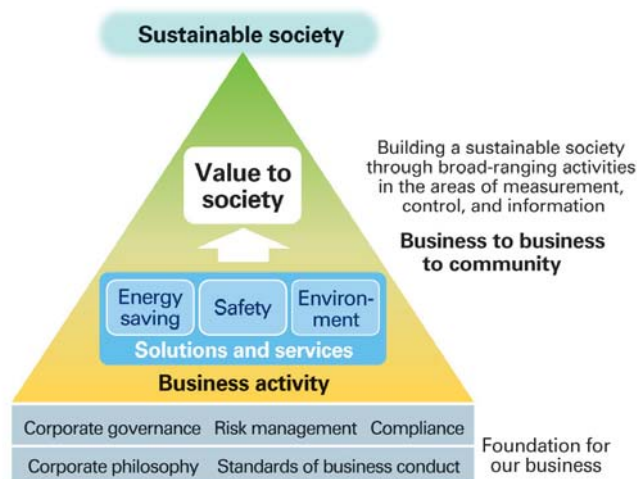 Sustainable society
Building a sustainable society
through broad-ranging activities
in the areas of measurement,
control, and information
Value to
society
Business to business
to community
Energy
saving
Safety
Environ-
ment
Solutions and services
Business activity
Corporate governance Risk management Compliance
Corporate philosophy Standards of business conduct
Foundation for
our business